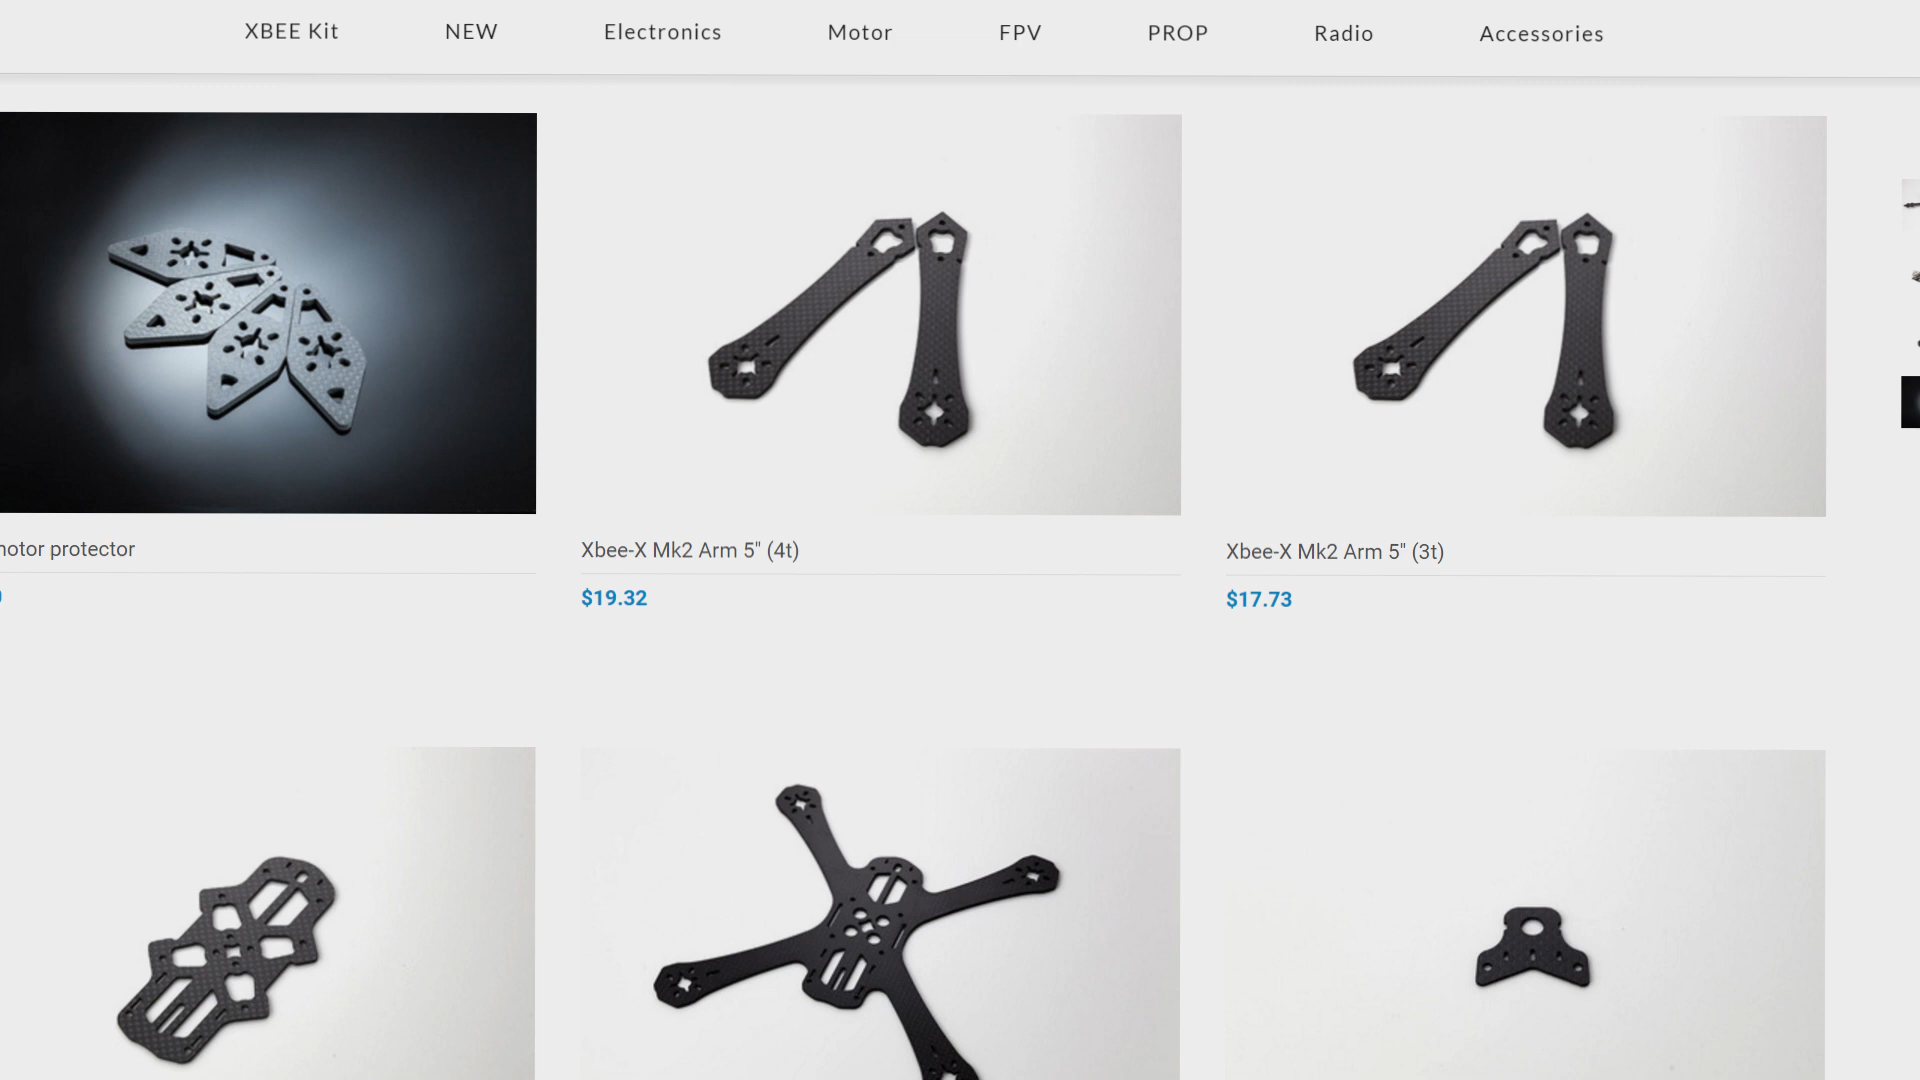 XBEE Kit NEW Electronics Motor FPV PROP Radio Accessories
motor protector
Xbee-X Mk2 Arm 5" (4t)
Xbee-X Mk2 Arm 5" (3t)
$19.32
$17.73